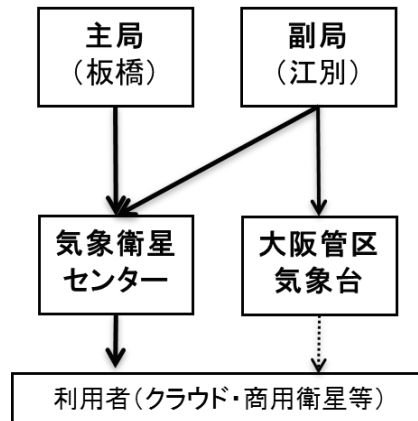 主局
（板橋）
副局
（江別）
気象衛星
センター
大阪管区
気象台
利用者（クラウド・商用衛星等）